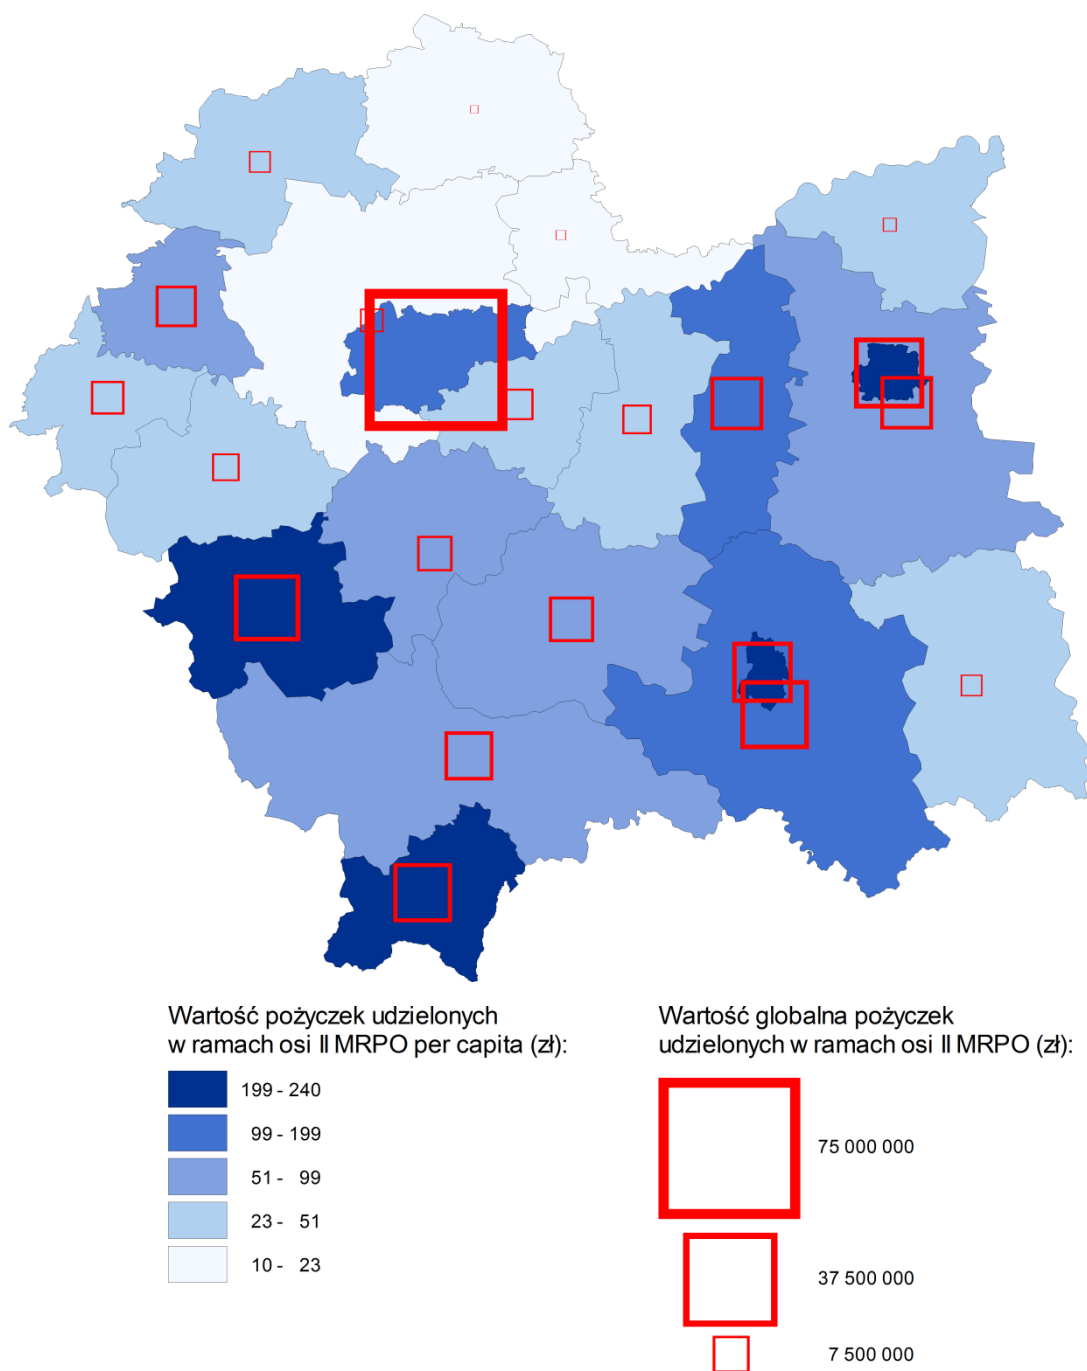 Wartość pożyczek udzielonych
w ramach osi II MRPO per capita (zł):
199 - 240
99 - 199
51 - 99
23 - 51
10 - 23
Wartość globalna pożyczek
udzielonych w ramach osi II MRPO (zł):
75 000 000
37 500 000
7 500 000